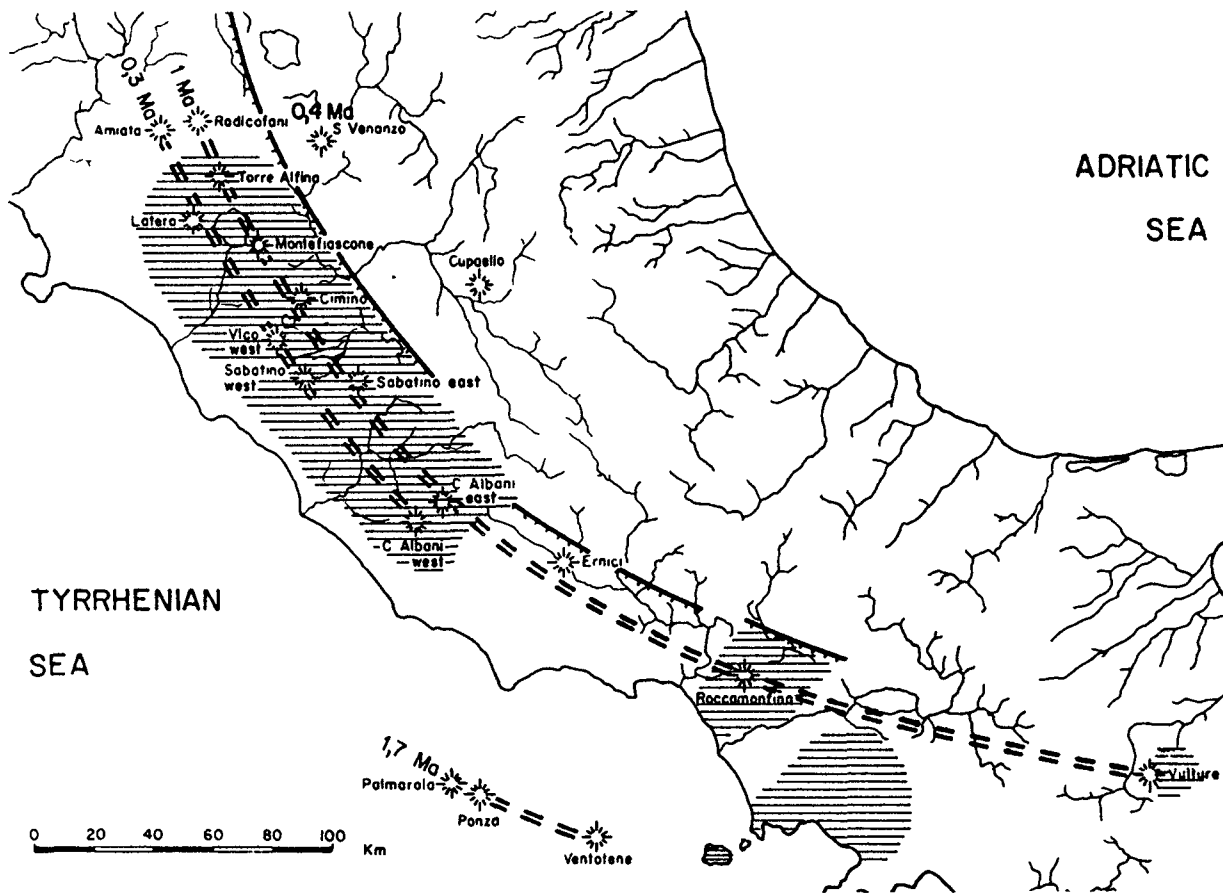 0,3 Ma
1 Ma
0,4 Ma
Amiata
Radicofani
S Venanzo
ADRIATIC
SEA
Torre Alfina
Latera
Montefiascone
Cupaello
Cimino
Vico
west
Sabatino
west
Sabatino east
C Albani
east
C Albani
west
Ernici
TYRRHENIAN
SEA
Roccamonfina
1,7 Ma
Palmarola
Ponza
Ventotene
Vulture
0 20 40 60 80 100
Km